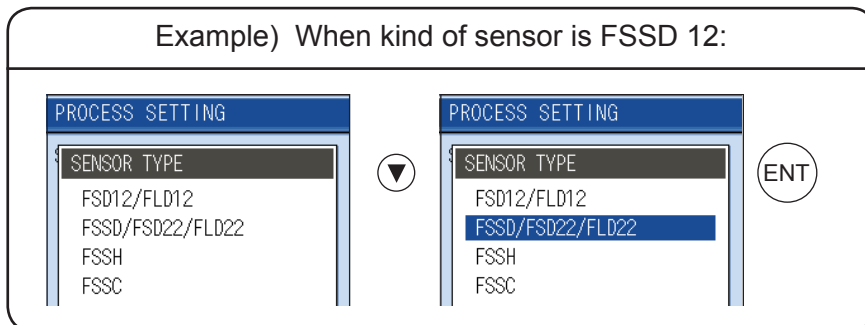 Example) When kind of sensor is FSSD 12:
PROCESS SETTING
SENSOR TYPE
FSD12/FLD12
FSSD/FSD22/FLD22
FSSH
FSSC
▼
PROCESS SETTING
SENSOR TYPE
FSD12/FLD12
FSSD/FSD22/FLD22
FSSH
FSSC
ENT